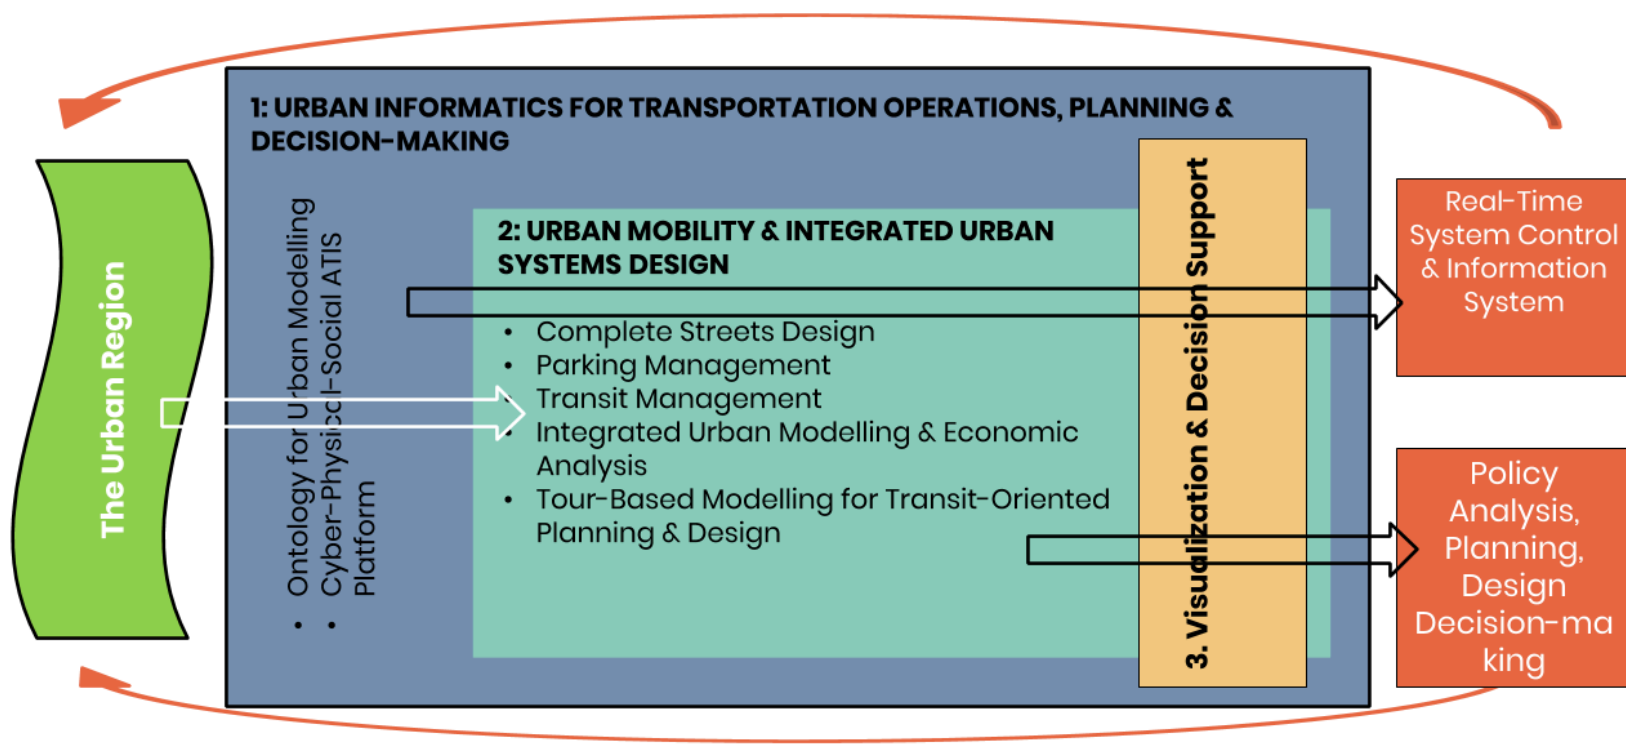 1: URBAN INFORMATICS FOR TRANSPORTATION OPERATIONS, PLANNING &
DECISION-MAKING
The Urban Region
• Ontology for Urban Modelling
• Cyber-Physical-Social ATIS
Platform
2: URBAN MOBILITY & INTEGRATED URBAN
SYSTEMS DESIGN
• Complete Streets Design
• Parking Management
• Transit Management
• Integrated Urban Modelling & Economic
Analysis
• Tour-Based Modelling for Transit-Oriented
Planning & Design
3. Visualization & Decision Support
Real-Time
System Control
& Information
System
Policy
Analysis,
Planning,
Design
Decision-ma
king